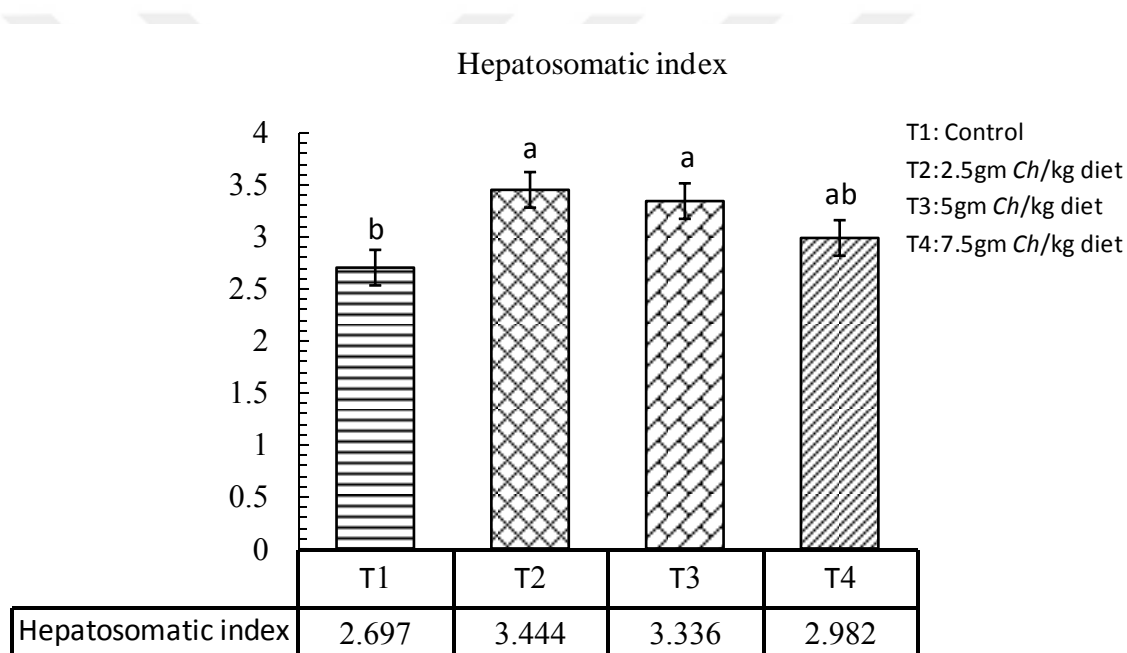 Hepatosomatic index
4
3.5
3
2.5
2
1.5
1
0.5
0
b
a
a
ab
T1: Control
T2:2.5gm Ch/kg diet
T3:5gm Ch/kg diet
T4:7.5gm Ch/kg diet
T1 T2 T3 T4
Hepatosomatic index 2.697 3.444 3.336 2.982